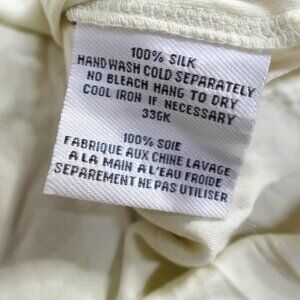 100% SILK
HAND WASH COLD SEPARATELY
NO BLEACH HANG TO DRY
COOL IRON IF NECESSARY
33GK
100% SOIE
FABRIQUE AUX CHINE LAVAGE
A LA MAIN A L'EAU FROIDE
SEPAREMENT NE PAS UTILISER